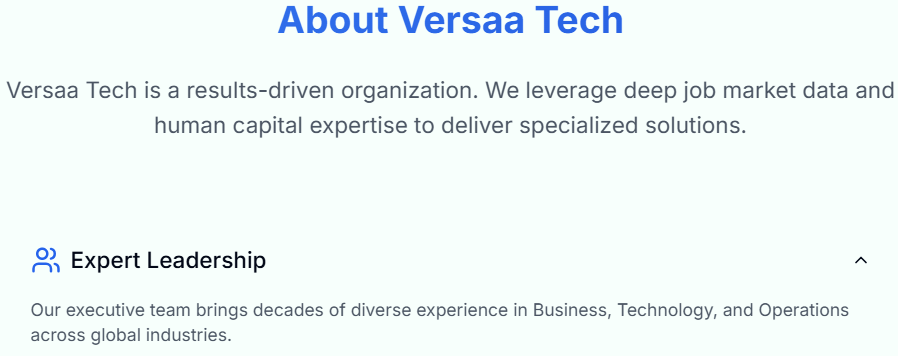 About Versaa Tech
Versaa Tech is a results-driven organization. We leverage deep job market data and
human capital expertise to deliver specialized solutions.
Expert Leadership
Our executive team brings decades of diverse experience in Business, Technology, and Operations
across global industries.